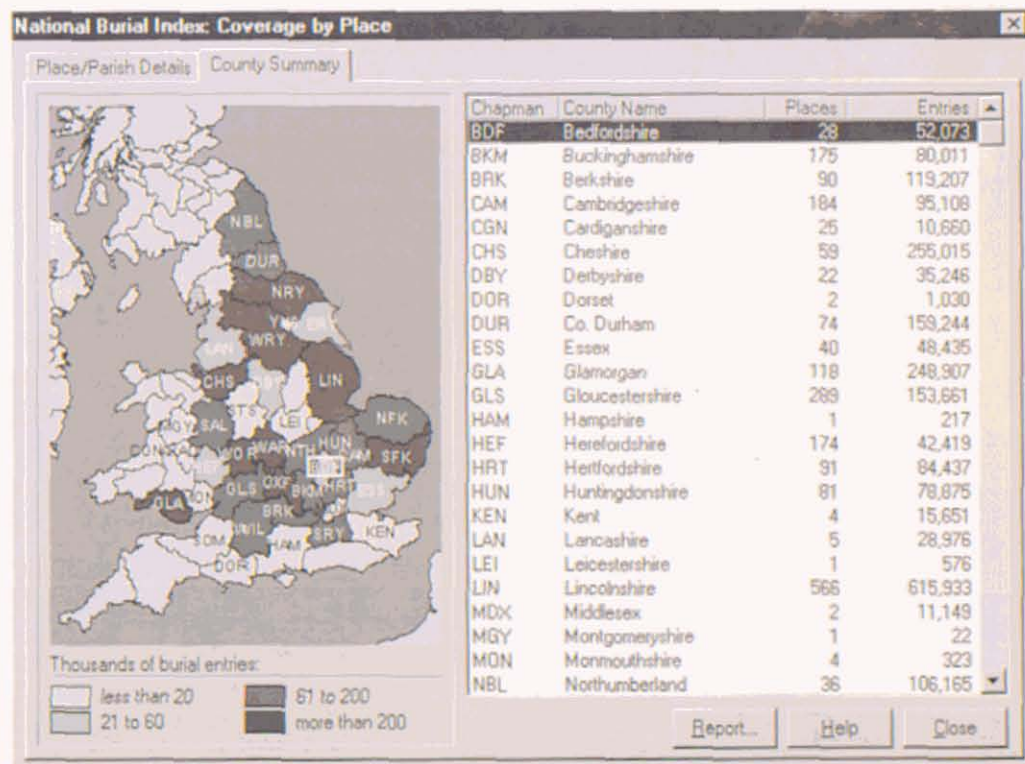 National Burial Index: Coverage by Place
Place/Parish Details County Summary
NBL
DUR
NRY
WRY
LAN
CHS
LIN
STS
LEI
NFK
MGY
SAL
WOR WAR NTH HUN
SFK
GLS OXF BKM HRT
GLA
BRK
WIL
SOM
HAM
SRY
KEN
DOR
Thousands of burial entries:
less than 20
21 to 60
61 to 200
more than 200
Chapman County Name Places Entries
BDF Bedfordshire 28 52,073
BKM Buckinghamshire 175 80,011
BRK Berkshire 90 119,207
CAM Cambridgeshire 184 95,108
CGN Cardiganshire 25 10,660
CHS Cheshire 59 255,015
DBY Derbyshire 22 35,246
DOR Dorset 2 1,030
DUR Co. Durham 74 159,244
ESS Essex 40 48,435
GLA Glamorgan 118 248,907
GLS Gloucestershire 289 153,661
HAM Hampshire 1 217
HEF Herefordshire 174 42,419
HRT Hertfordshire 91 84,437
HUN Huntingdonshire 81 78,875
KEN Kent 4 15,651
LAN Lancashire 5 28,976
LEI Leicestershire 1 576
LIN Lincolnshire 566 615,933
MDX Middlesex 2 11,149
MGY Montgomeryshire 1 22
MON Monmouthshire 4 323
NBL Northumberland 36 106,165
Report... Help Close